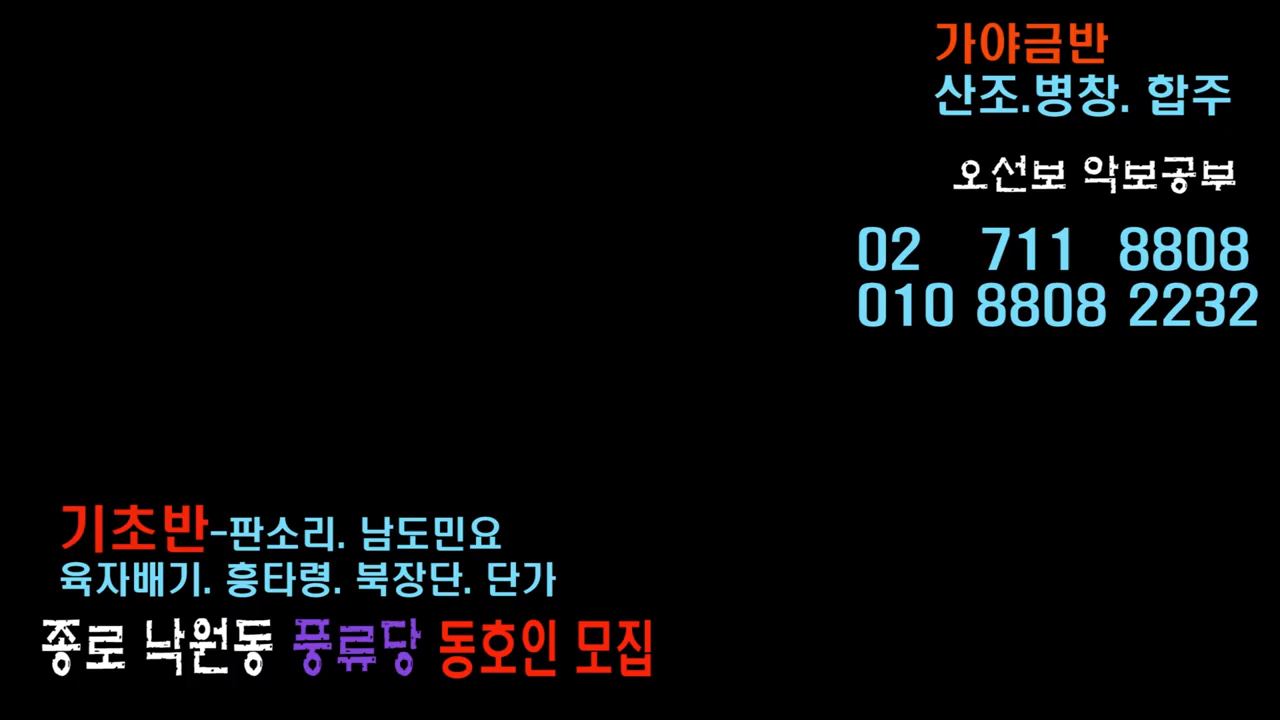 가야금반
산조.병창. 합주
오선보 악보공부
02 711 8808
010 8808 2232
기초반-판소리. 남도민요
육자배기. 흥타령. 북장단. 단가
종로 낙원동 풍류당 동호인 모집